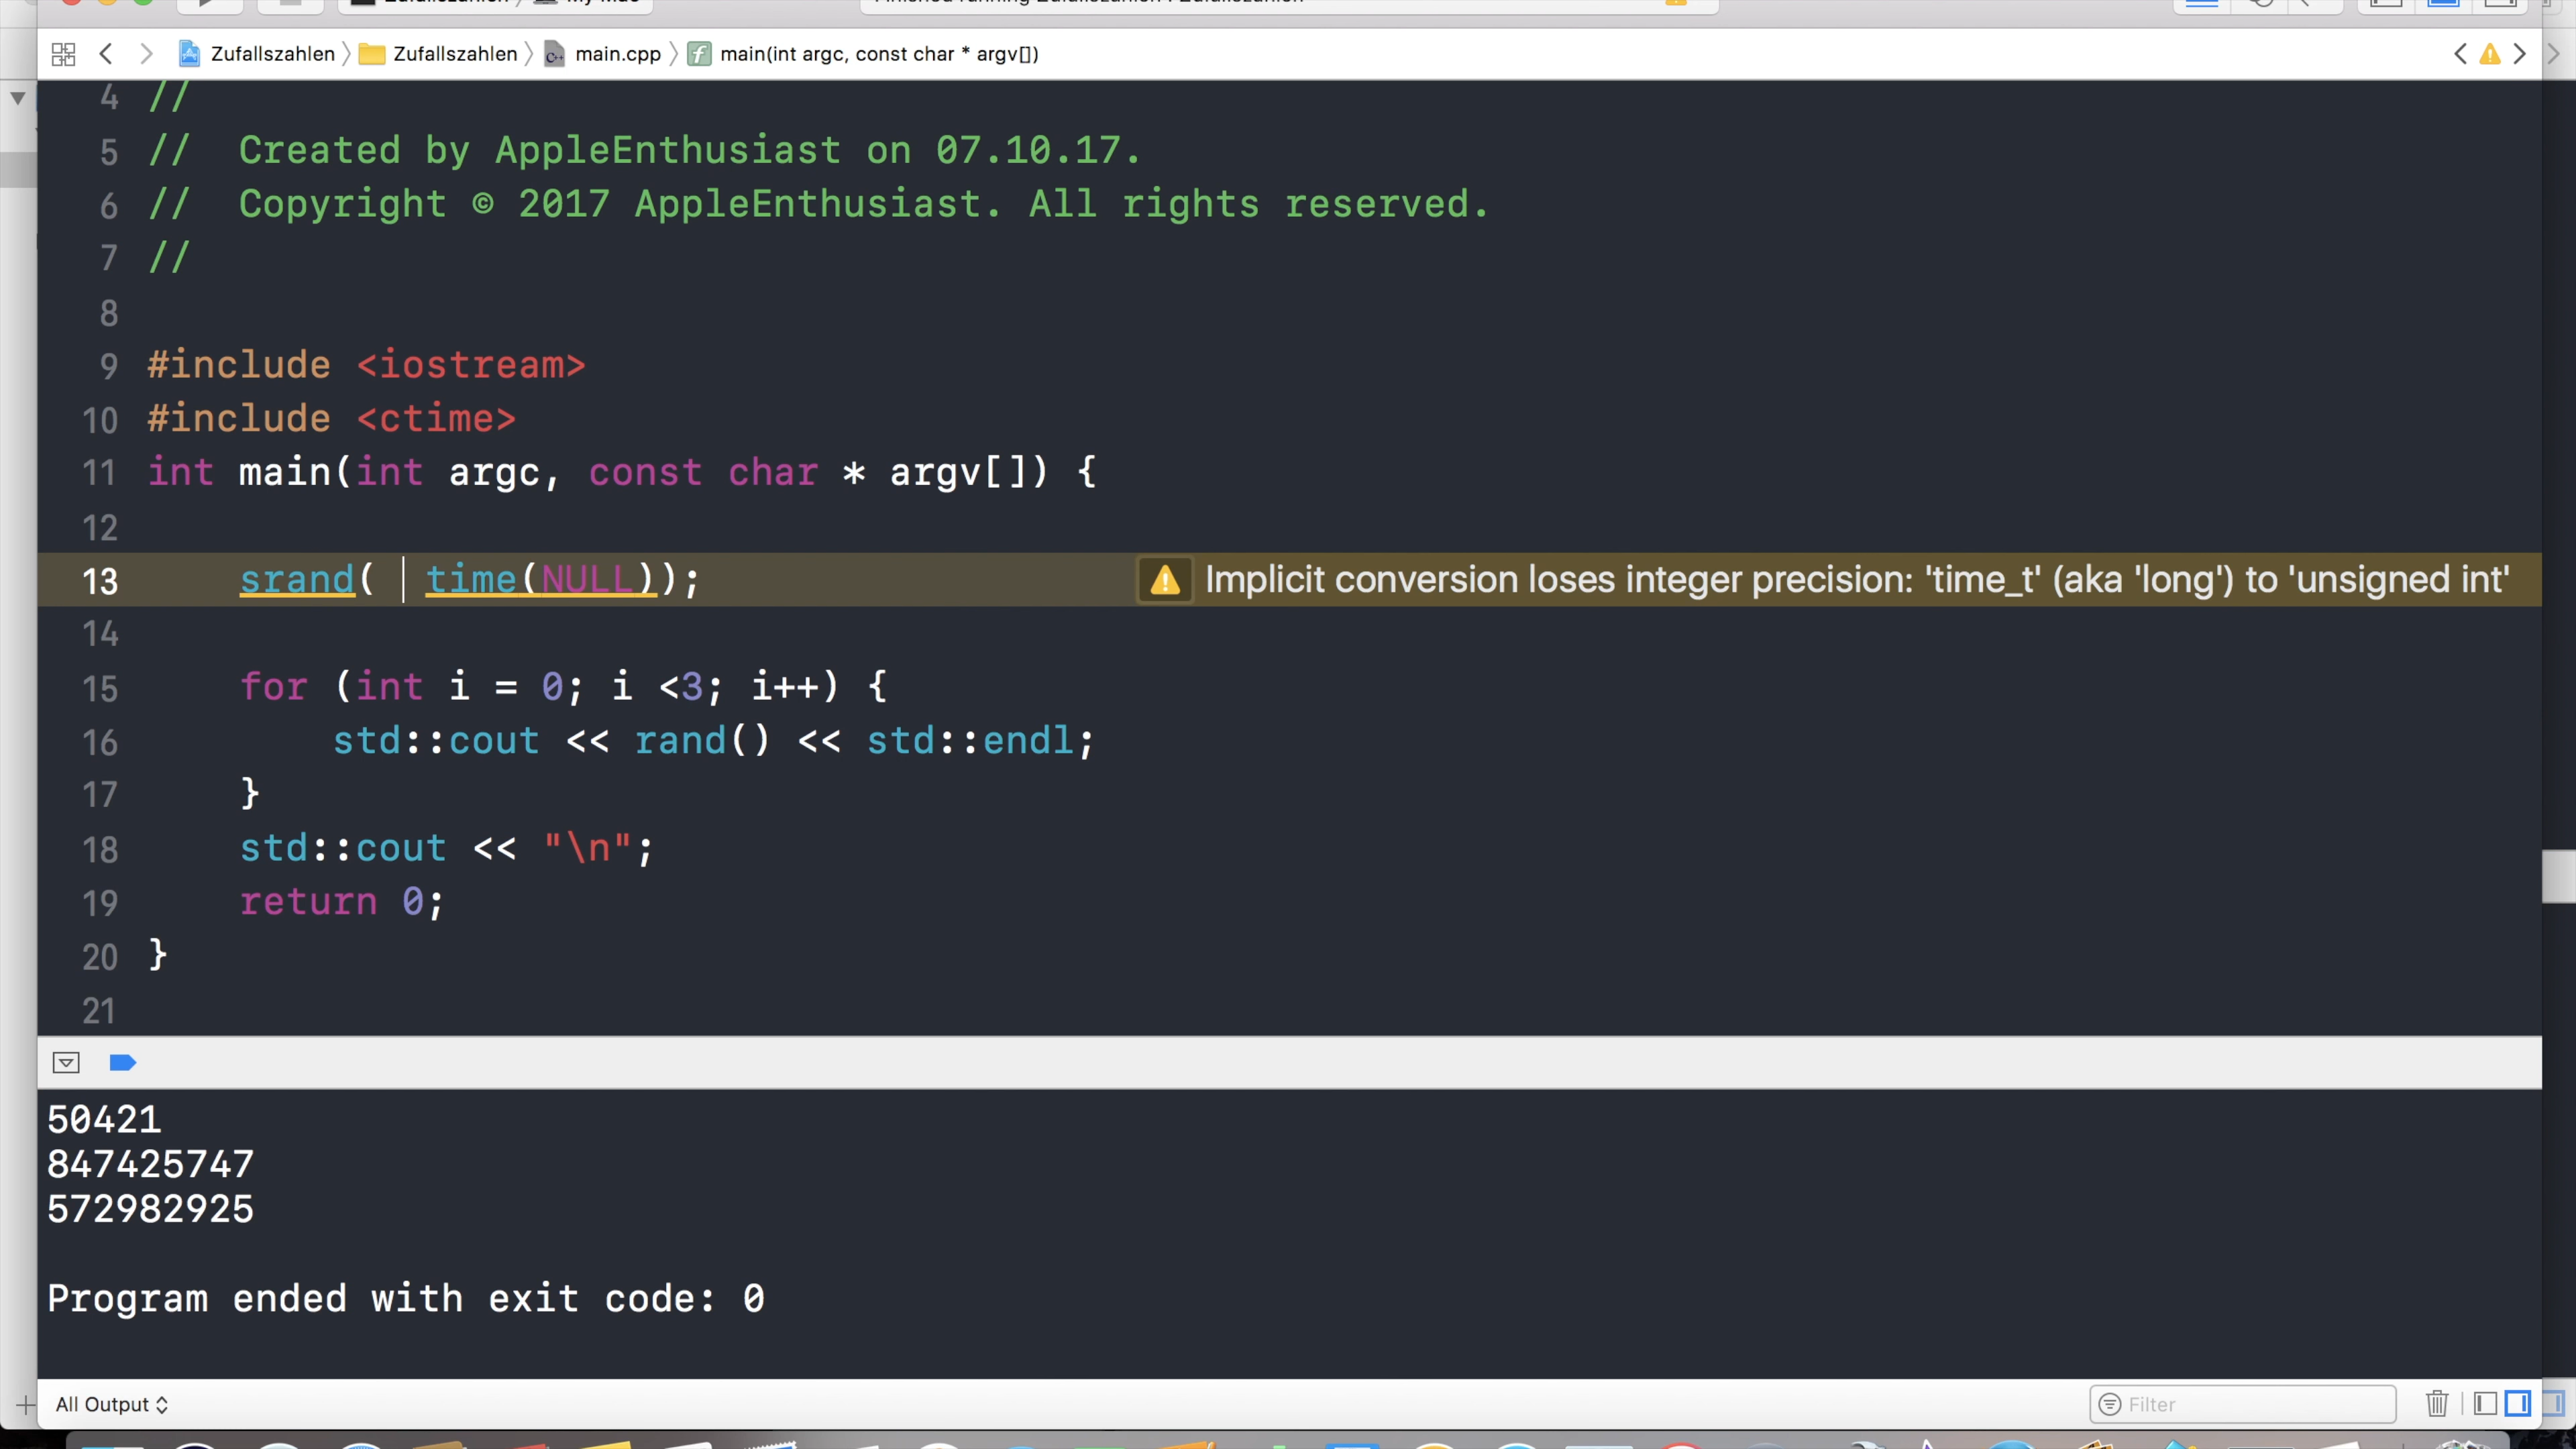 Zufallszahlen Zufallszahlen main.cpp main(int argc, const char * argv[])
4 //
5 //  Created by AppleEnthusiast on 07.10.17.
6 //  Copyright © 2017 AppleEnthusiast. All rights reserved.
7 //
8
9 #include <iostream>
10 #include <ctime>
11 int main(int argc, const char * argv[]) {
12
13     srand(  time(NULL)); Implicit conversion loses integer precision: 'time_t' (aka 'long') to 'unsigned int'
14
15     for (int i = 0; i <3; i++) {
16         std::cout << rand() << std::endl;
17     }
18     std::cout << "\n";
19     return 0;
20 }
21
50421
847425747
572982925
Program ended with exit code: 0
All Output Filter